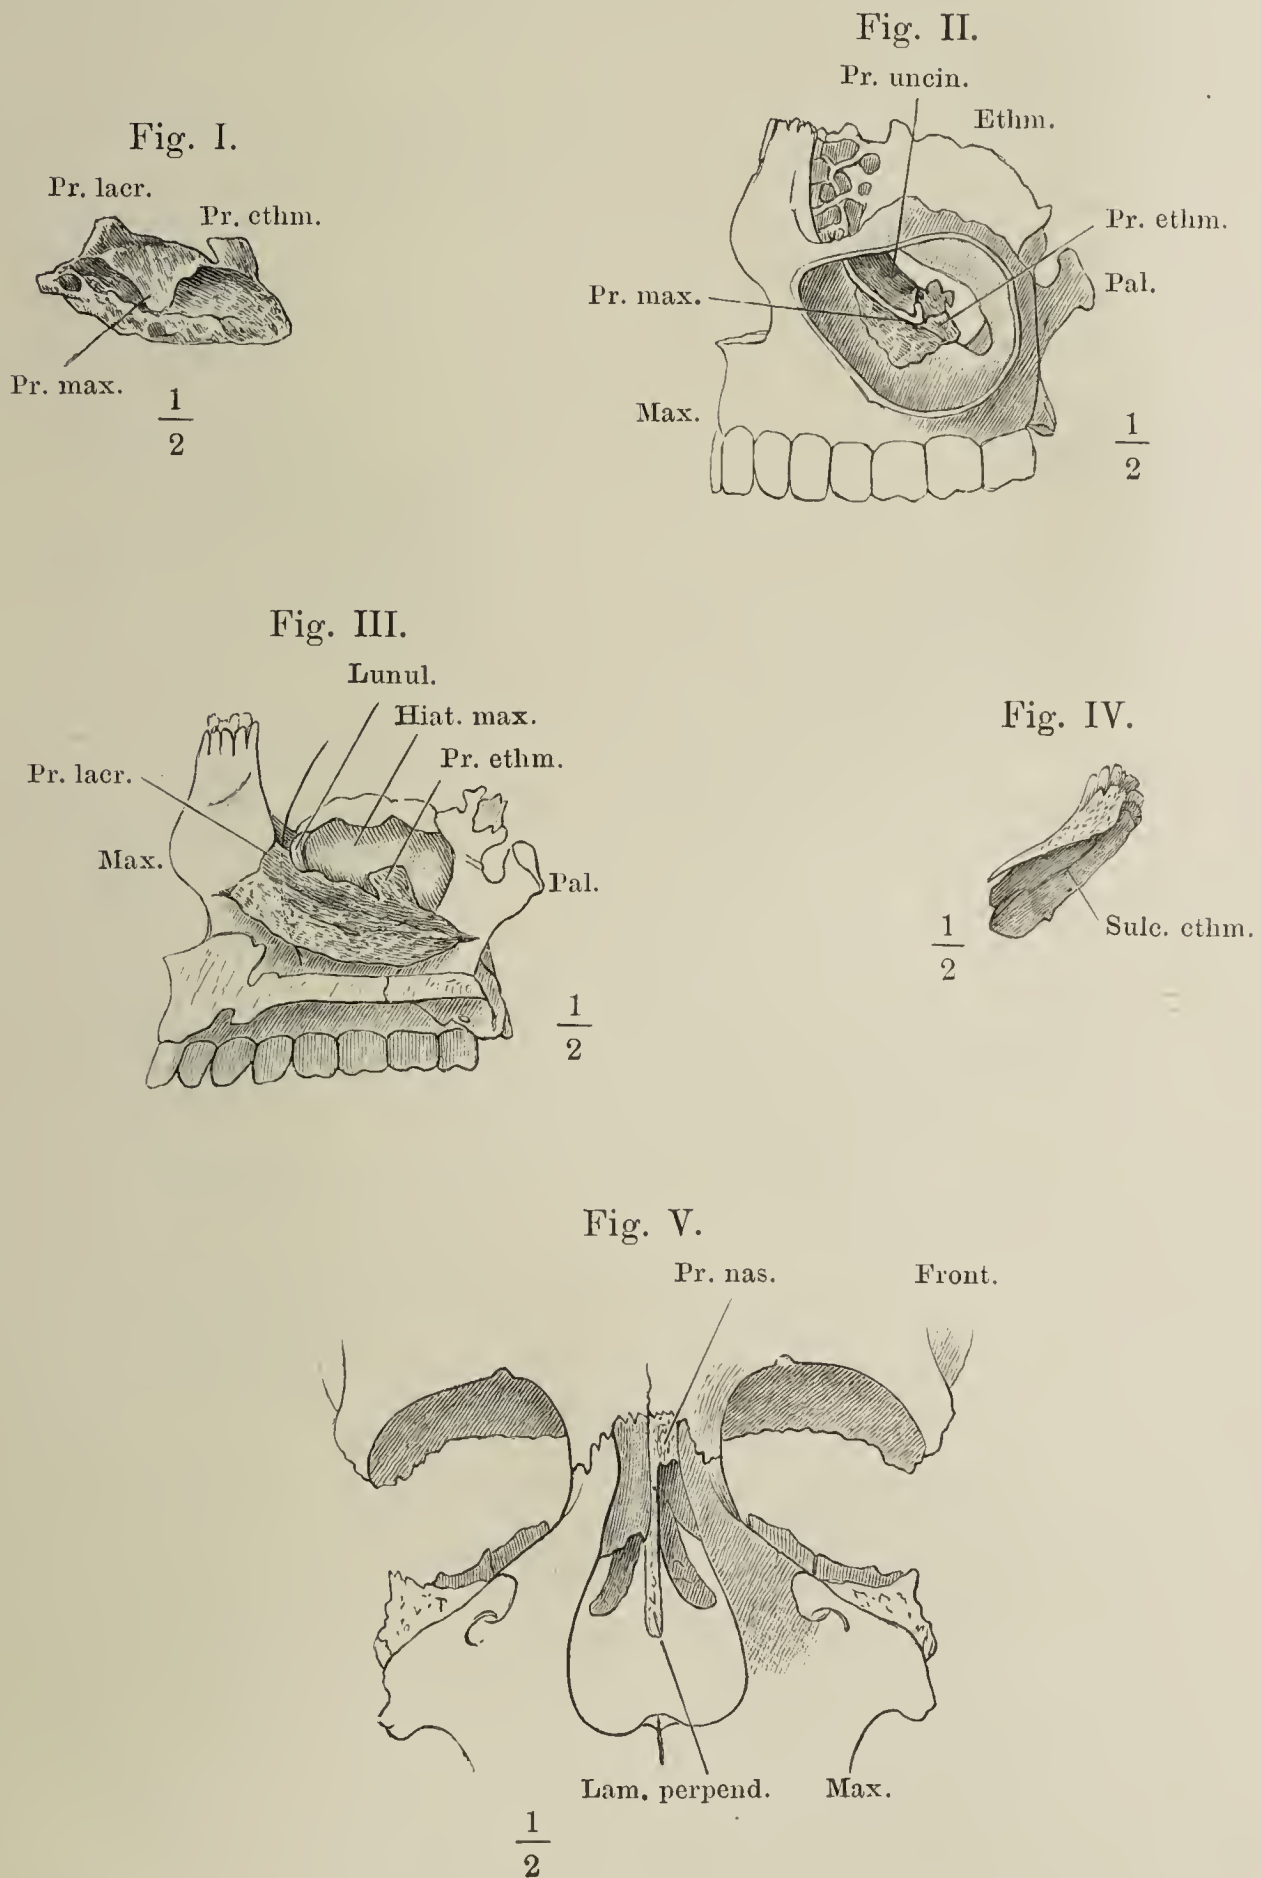 Fig. I.
Pr. lacr.
Pr. ethm.
Pr. max.
1
2
Fig. II.
Pr. uncin.
Ethm.
Pr. ethm.
Pal.
Pr. max.
Max.
1
2
Fig. III.
Lunul.
Hiat. max.
Pr. ethm.
Pr. lacr.
Max.
Pal.
1
2
Fig. IV.
Sulc. ethm.
1
2
Fig. V.
Pr. nas.
Front.
Lam. perpend.
Max.
1
2